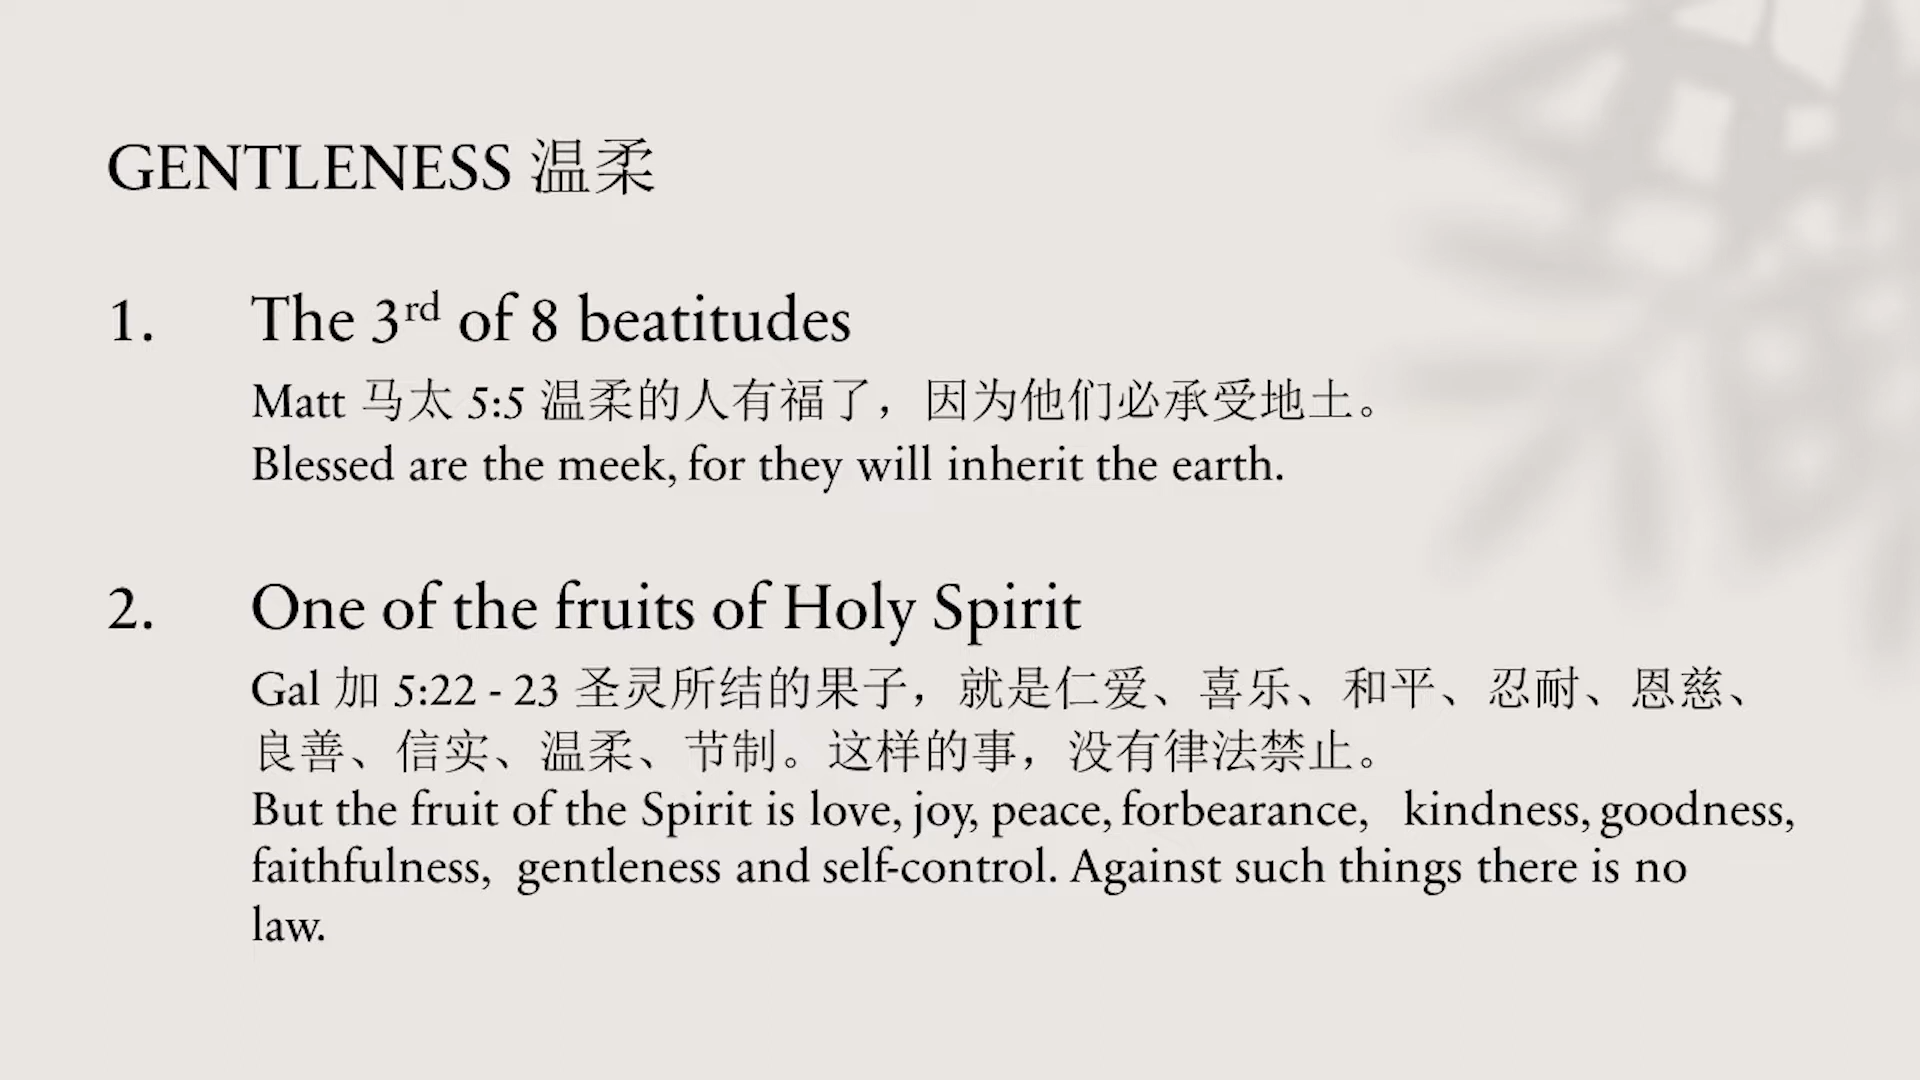 GENTLENESS 温柔
1. The 3rd of 8 beatitudes
Matt 马太 5:5 温柔的人有福了，因为他们必承受地土。
Blessed are the meek, for they will inherit the earth.
2. One of the fruits of Holy Spirit
Gal 加 5:22 - 23 圣灵所结的果子，就是仁爱、喜乐、和平、忍耐、恩慈、
良善、信实、温柔、节制。这样的事，没有律法禁止。
But the fruit of the Spirit is love, joy, peace, forbearance, kindness, goodness,
faithfulness, gentleness and self-control. Against such things there is no
law.